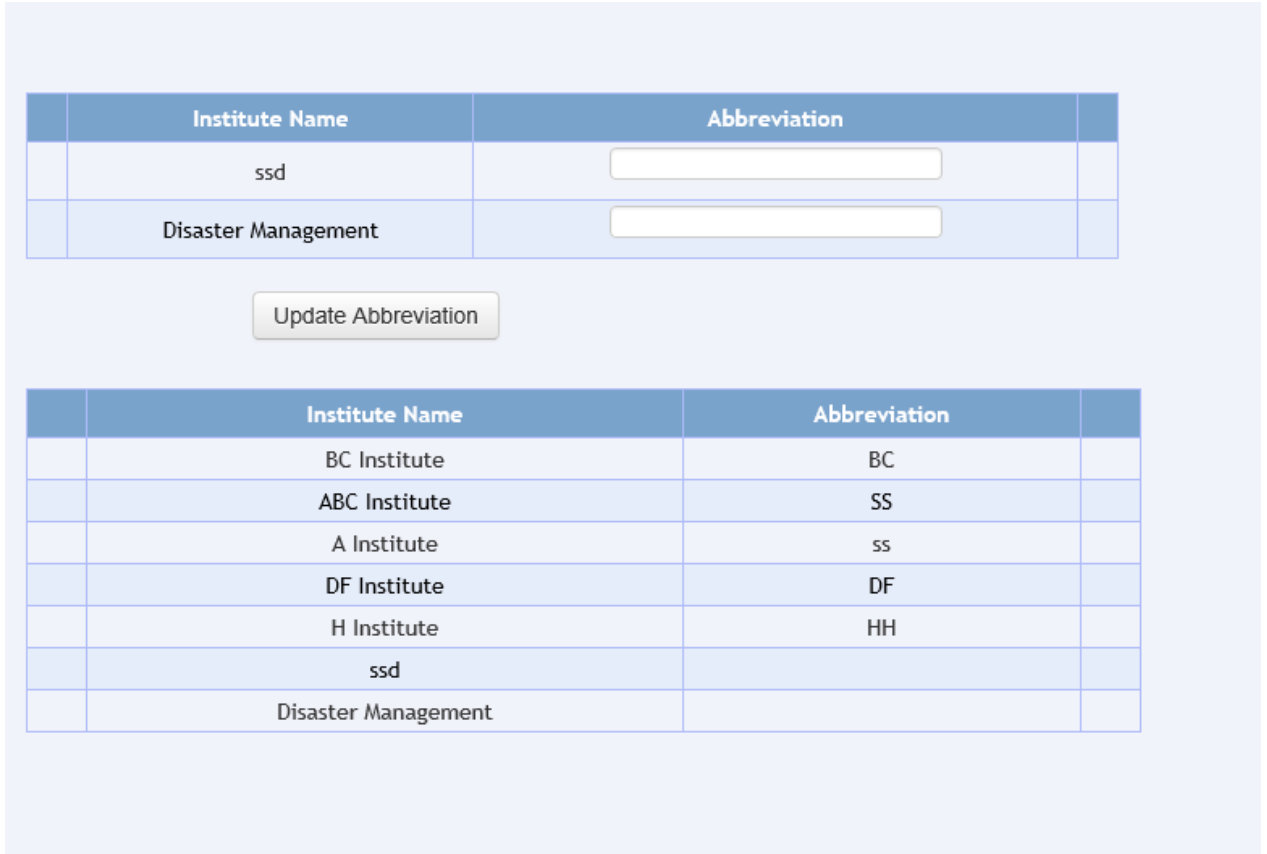 Institute Name Abbreviation
ssd
Disaster Management
Update Abbreviation
Institute Name Abbreviation
BC Institute BC
ABC Institute SS
A Institute ss
DF Institute DF
H Institute HH
ssd
Disaster Management